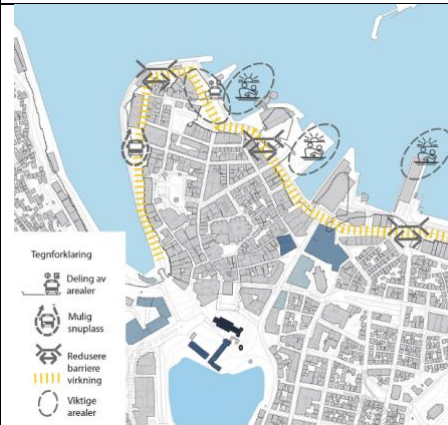 Tegnforklaring
Deling av
arealer
Mulig
snuplass
Redusere
barriere
virkning
Viktige
arealer